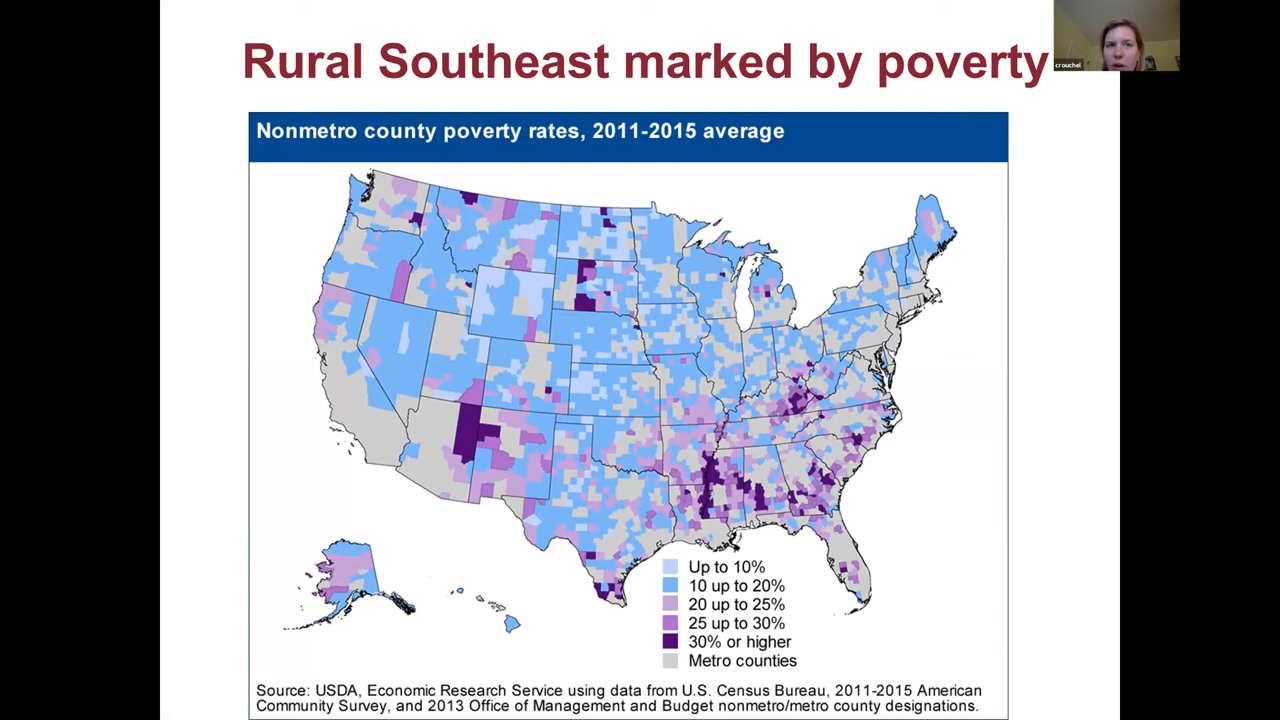 Rural Southeast marked by poverty
crouchel
Nonmetro county poverty rates, 2011-2015 average
Up to 10%
10 up to 20%
20 up to 25%
25 up to 30%
30% or higher
Metro counties
Source: USDA, Economic Research Service using data from U.S. Census Bureau, 2011-2015 American
Community Survey, and 2013 Office of Management and Budget nonmetro/metro county designations.